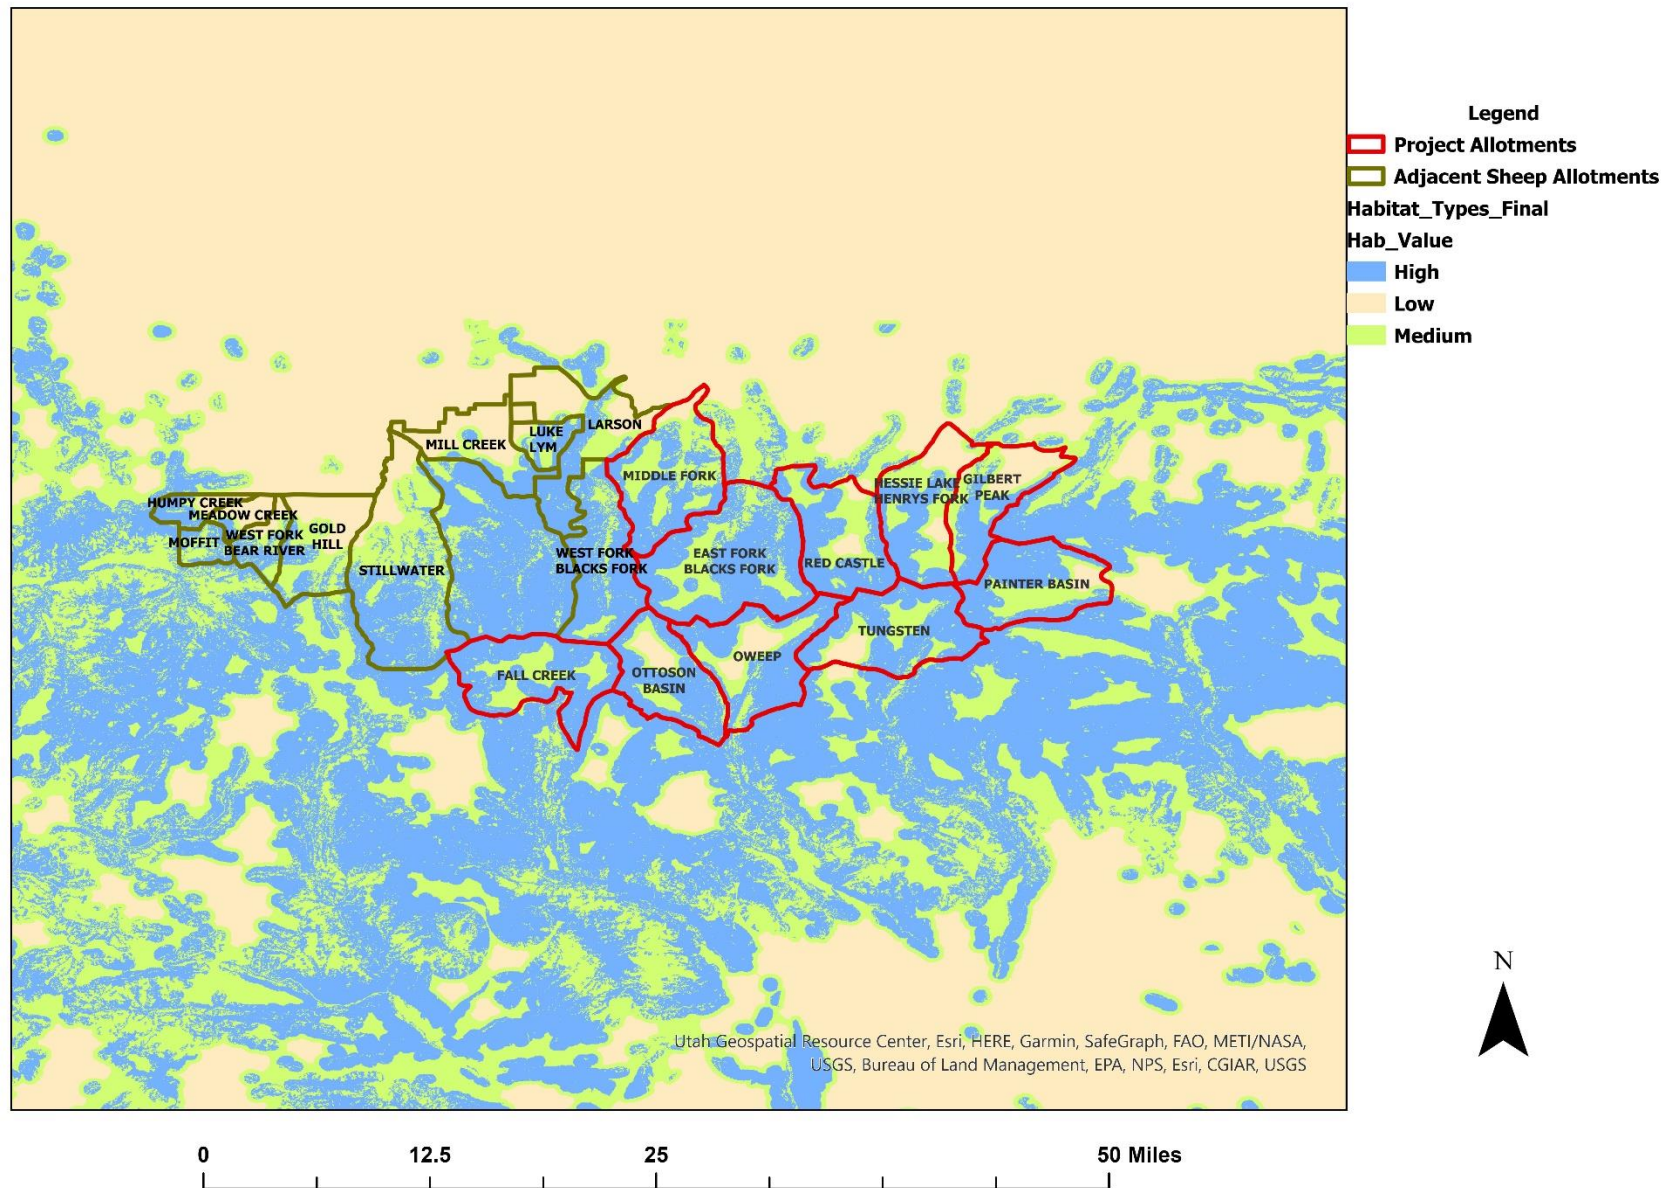 Legend
Project Allotments
Adjacent Sheep Allotments
Habitat_Types_Final
Hab_Value
High
Low
Medium
LARSON
LUKE
LYM
MILL CREEK
MIDDLE FORK
HESSIE LAKE
HENRYS FORK
GILBERT
PEAK
HUMPY CREEK
MEADOW CREEK
MOFFIT
WEST FORK
BEAR RIVER
GOLD
HILL
STILLWATER
WEST FORK
BLACKS FORK
EAST FORK
BLACKS FORK
RED CASTLE
PAINTER BASIN
TUNGSTEN
OWEEP
OTTOSON
BASIN
FALL CREEK
N
Utah Geospatial Resource Center, Esri, HERE, Garmin, SafeGraph, FAO, METI/NASA,
USGS, Bureau of Land Management, EPA, NPS, Esri, CGIAR, USGS
0 12.5 25 50 Miles